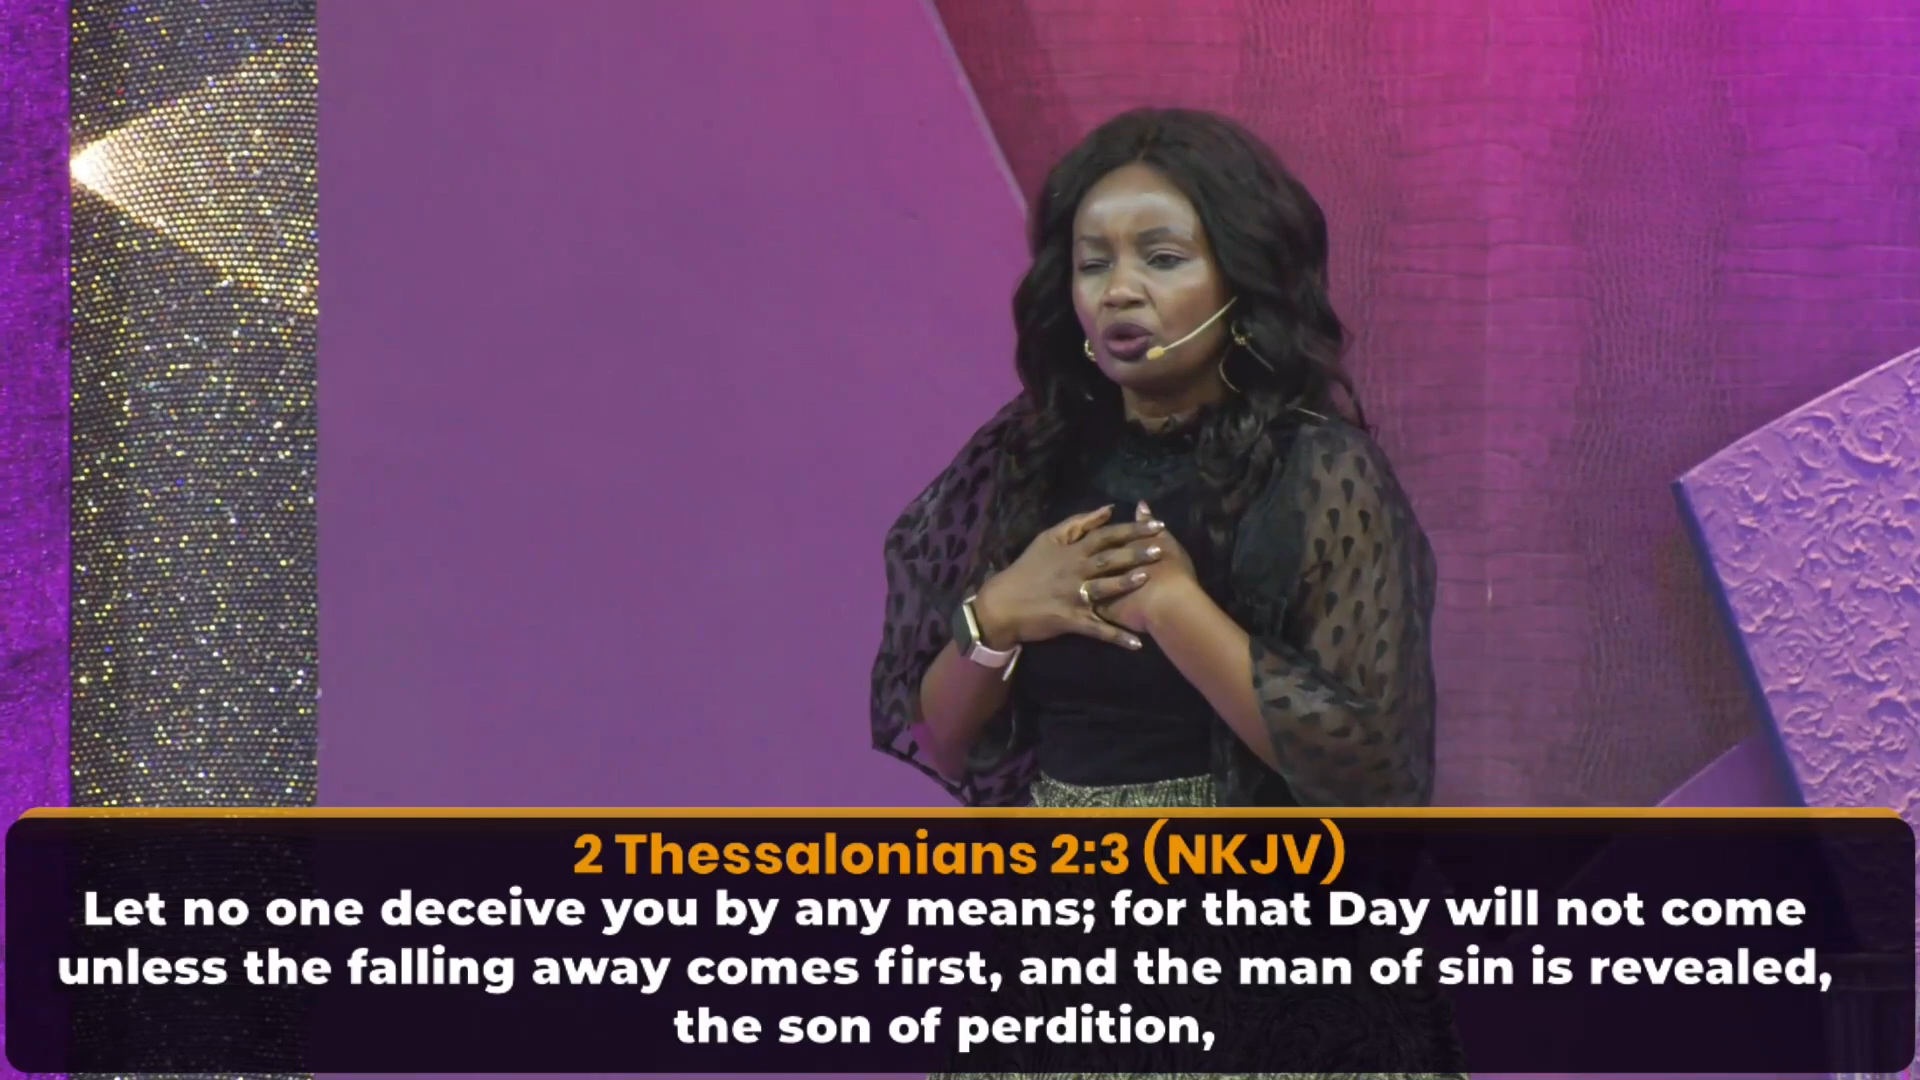 2 Thessalonians 2:3 (NKJV)
Let no one deceive you by any means; for that Day will not come
unless the falling away comes first, and the man of sin is revealed,
the son of perdition,